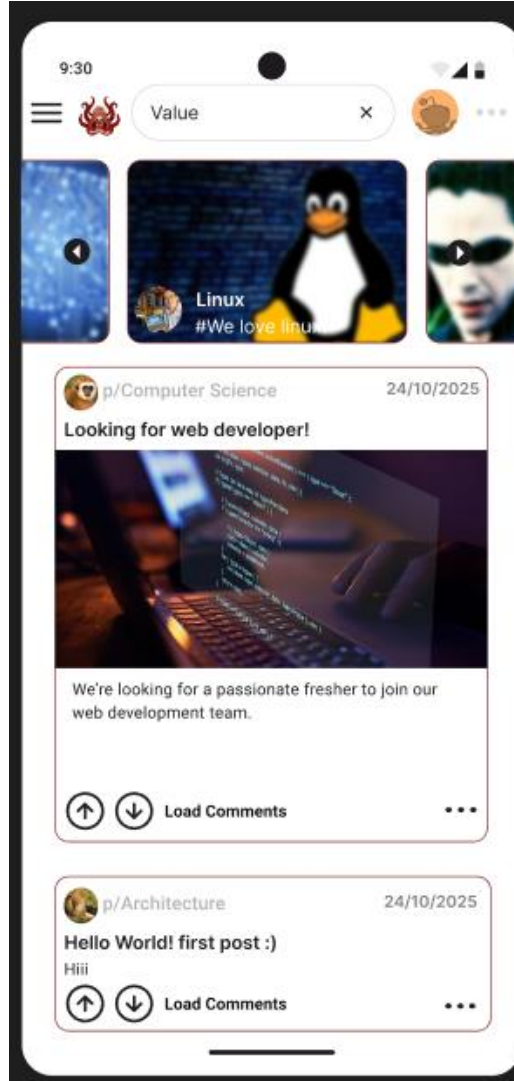 9:30
Value
Linux
#We love linux
p/Computer Science
24/10/2025
Looking for web developer!
We're looking for a passionate fresher to join our
web development team.
Load Comments
p/Architecture
24/10/2025
Hello World! first post :)
Hiii
Load Comments